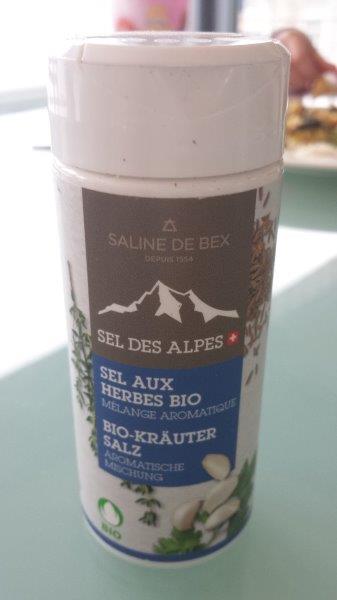 SALINE DE BEX
DEPUIS 1554
SEL DES ALPES
SEL AUX
HERBES BIO
MÉLANGE AROMATIQUE
BIO-KRÄUTER
SALZ
AROMATISCHE
MISCHUNG
BIO